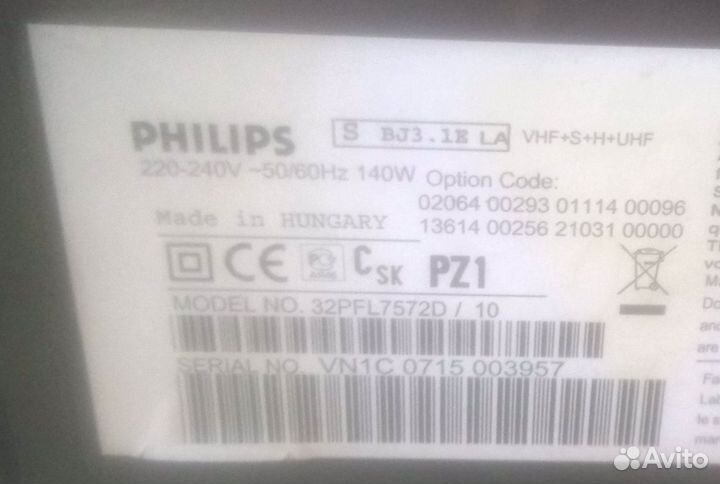 PHILIPS
S BJ3.1E LA
VHF+S+H+UHF
220-240V ~50/60Hz 140W
Option Code:
02064 00293 01114 00096
13614 00256 21031 00000
Made in HUNGARY
CE
C SK
PZ1
MODEL NO. 32PFL7572D / 10
SERIAL NO. VN1C 0715 003957
Avito